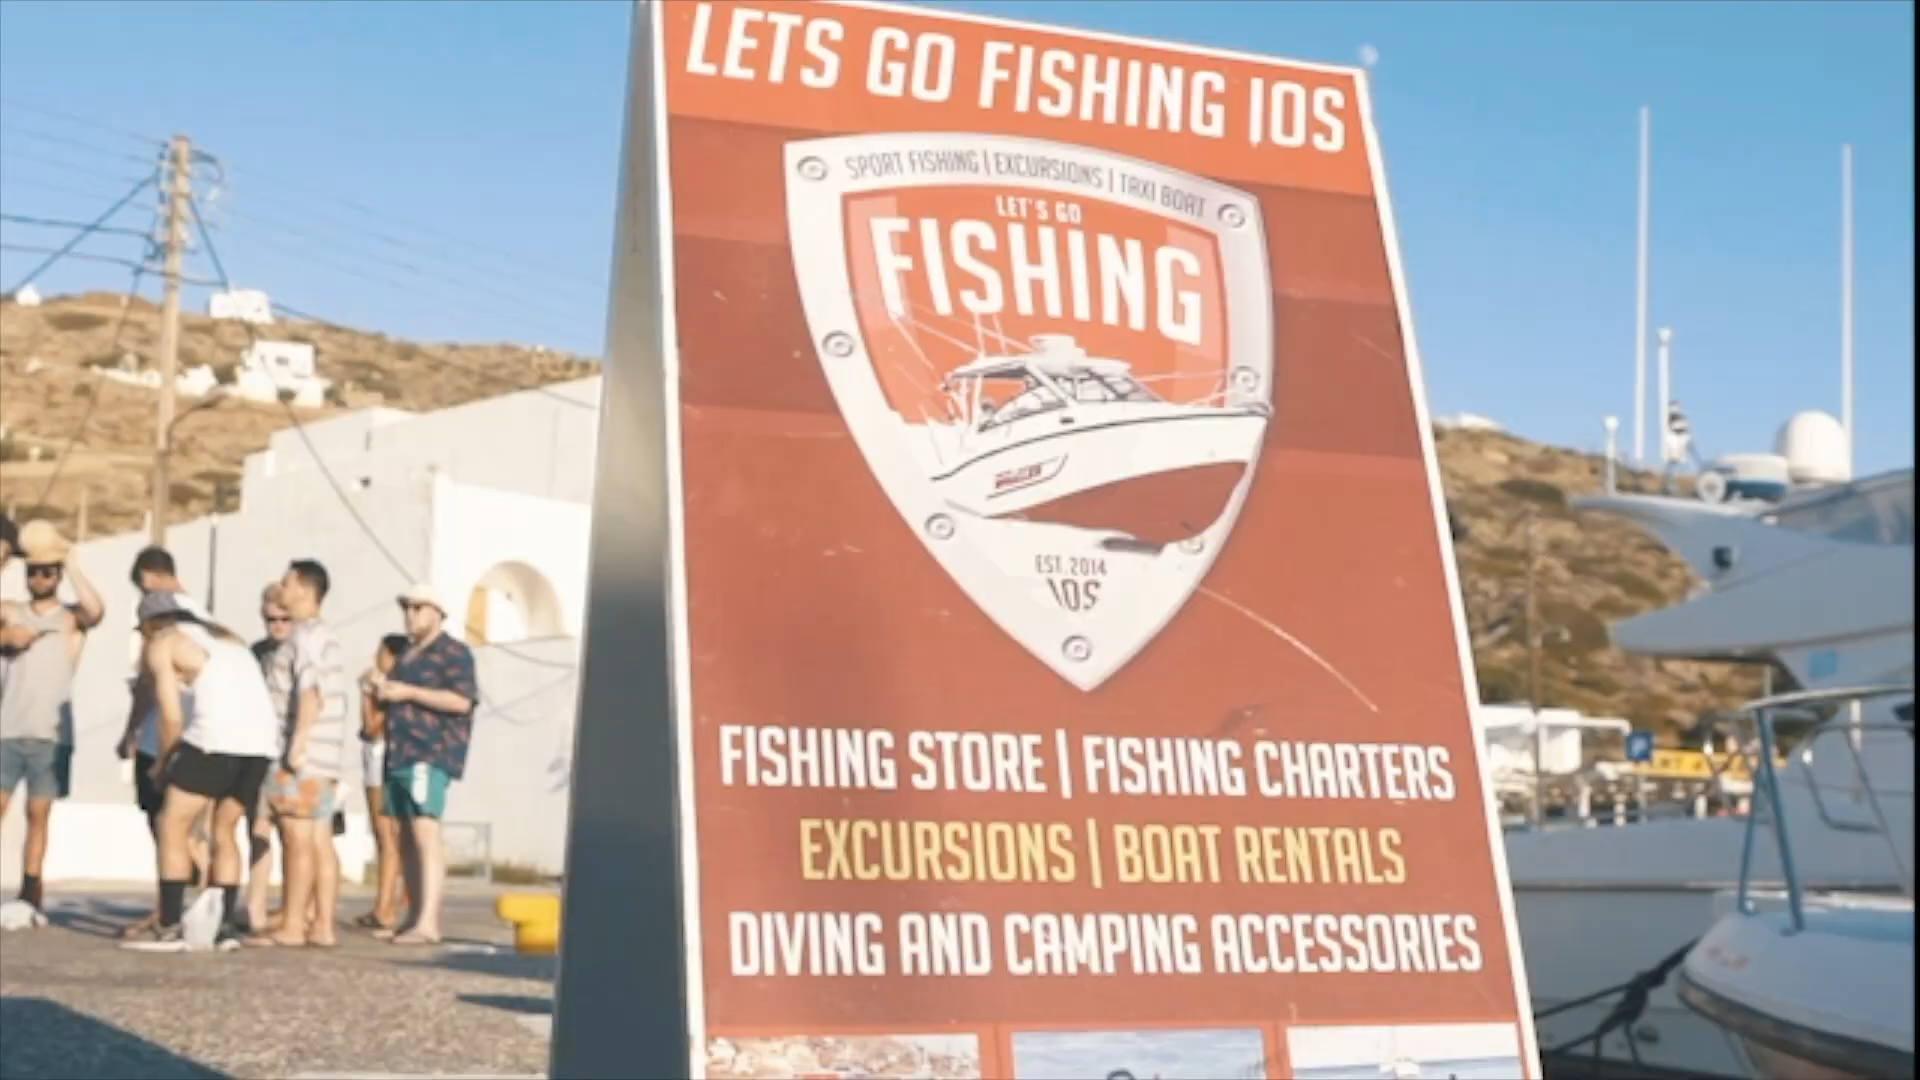 LETS GO FISHING IOS
SPORT FISHING | EXCURSIONS | TAXI BOAT
LET'S GO
FISHING
EST. 2014
IOS
FISHING STORE | FISHING CHARTERS
EXCURSIONS | BOAT RENTALS
DIVING AND CAMPING ACCESSORIES